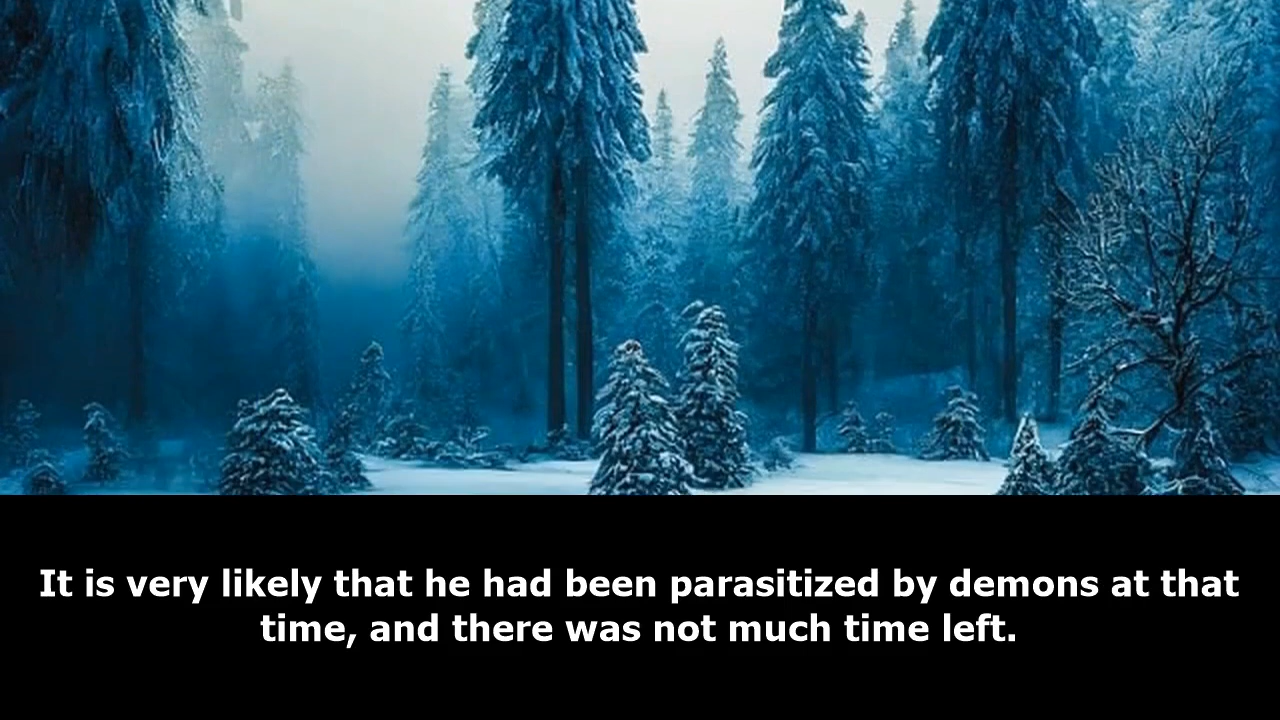 It is very likely that he had been parasitized by demons at that
time, and there was not much time left.